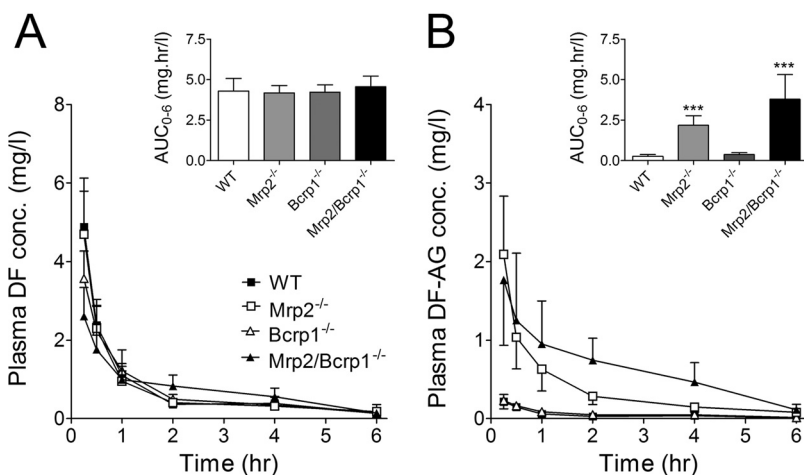 A
AUC0-6 (mg.hr/l)
7.5
5.0
2.5
0.0
WT
Mrp2-/-
Bcrp1-/-
Mrp2/Bcrp1-/-
Plasma DF conc. (mg/l)
8
6
4
2
0
WT
Mrp2-/-
Bcrp1-/-
Mrp2/Bcrp1-/-
0 1 2 3 4 5 6
Time (hr)
B
AUC0-6 (mg.hr/l)
7.5
5.0
2.5
0.0
***
***
WT
Mrp2-/-
Bcrp1-/-
Mrp2/Bcrp1-/-
Plasma DF-AG conc. (mg/l)
4
3
2
1
0
0 1 2 3 4 5 6
Time (hr)